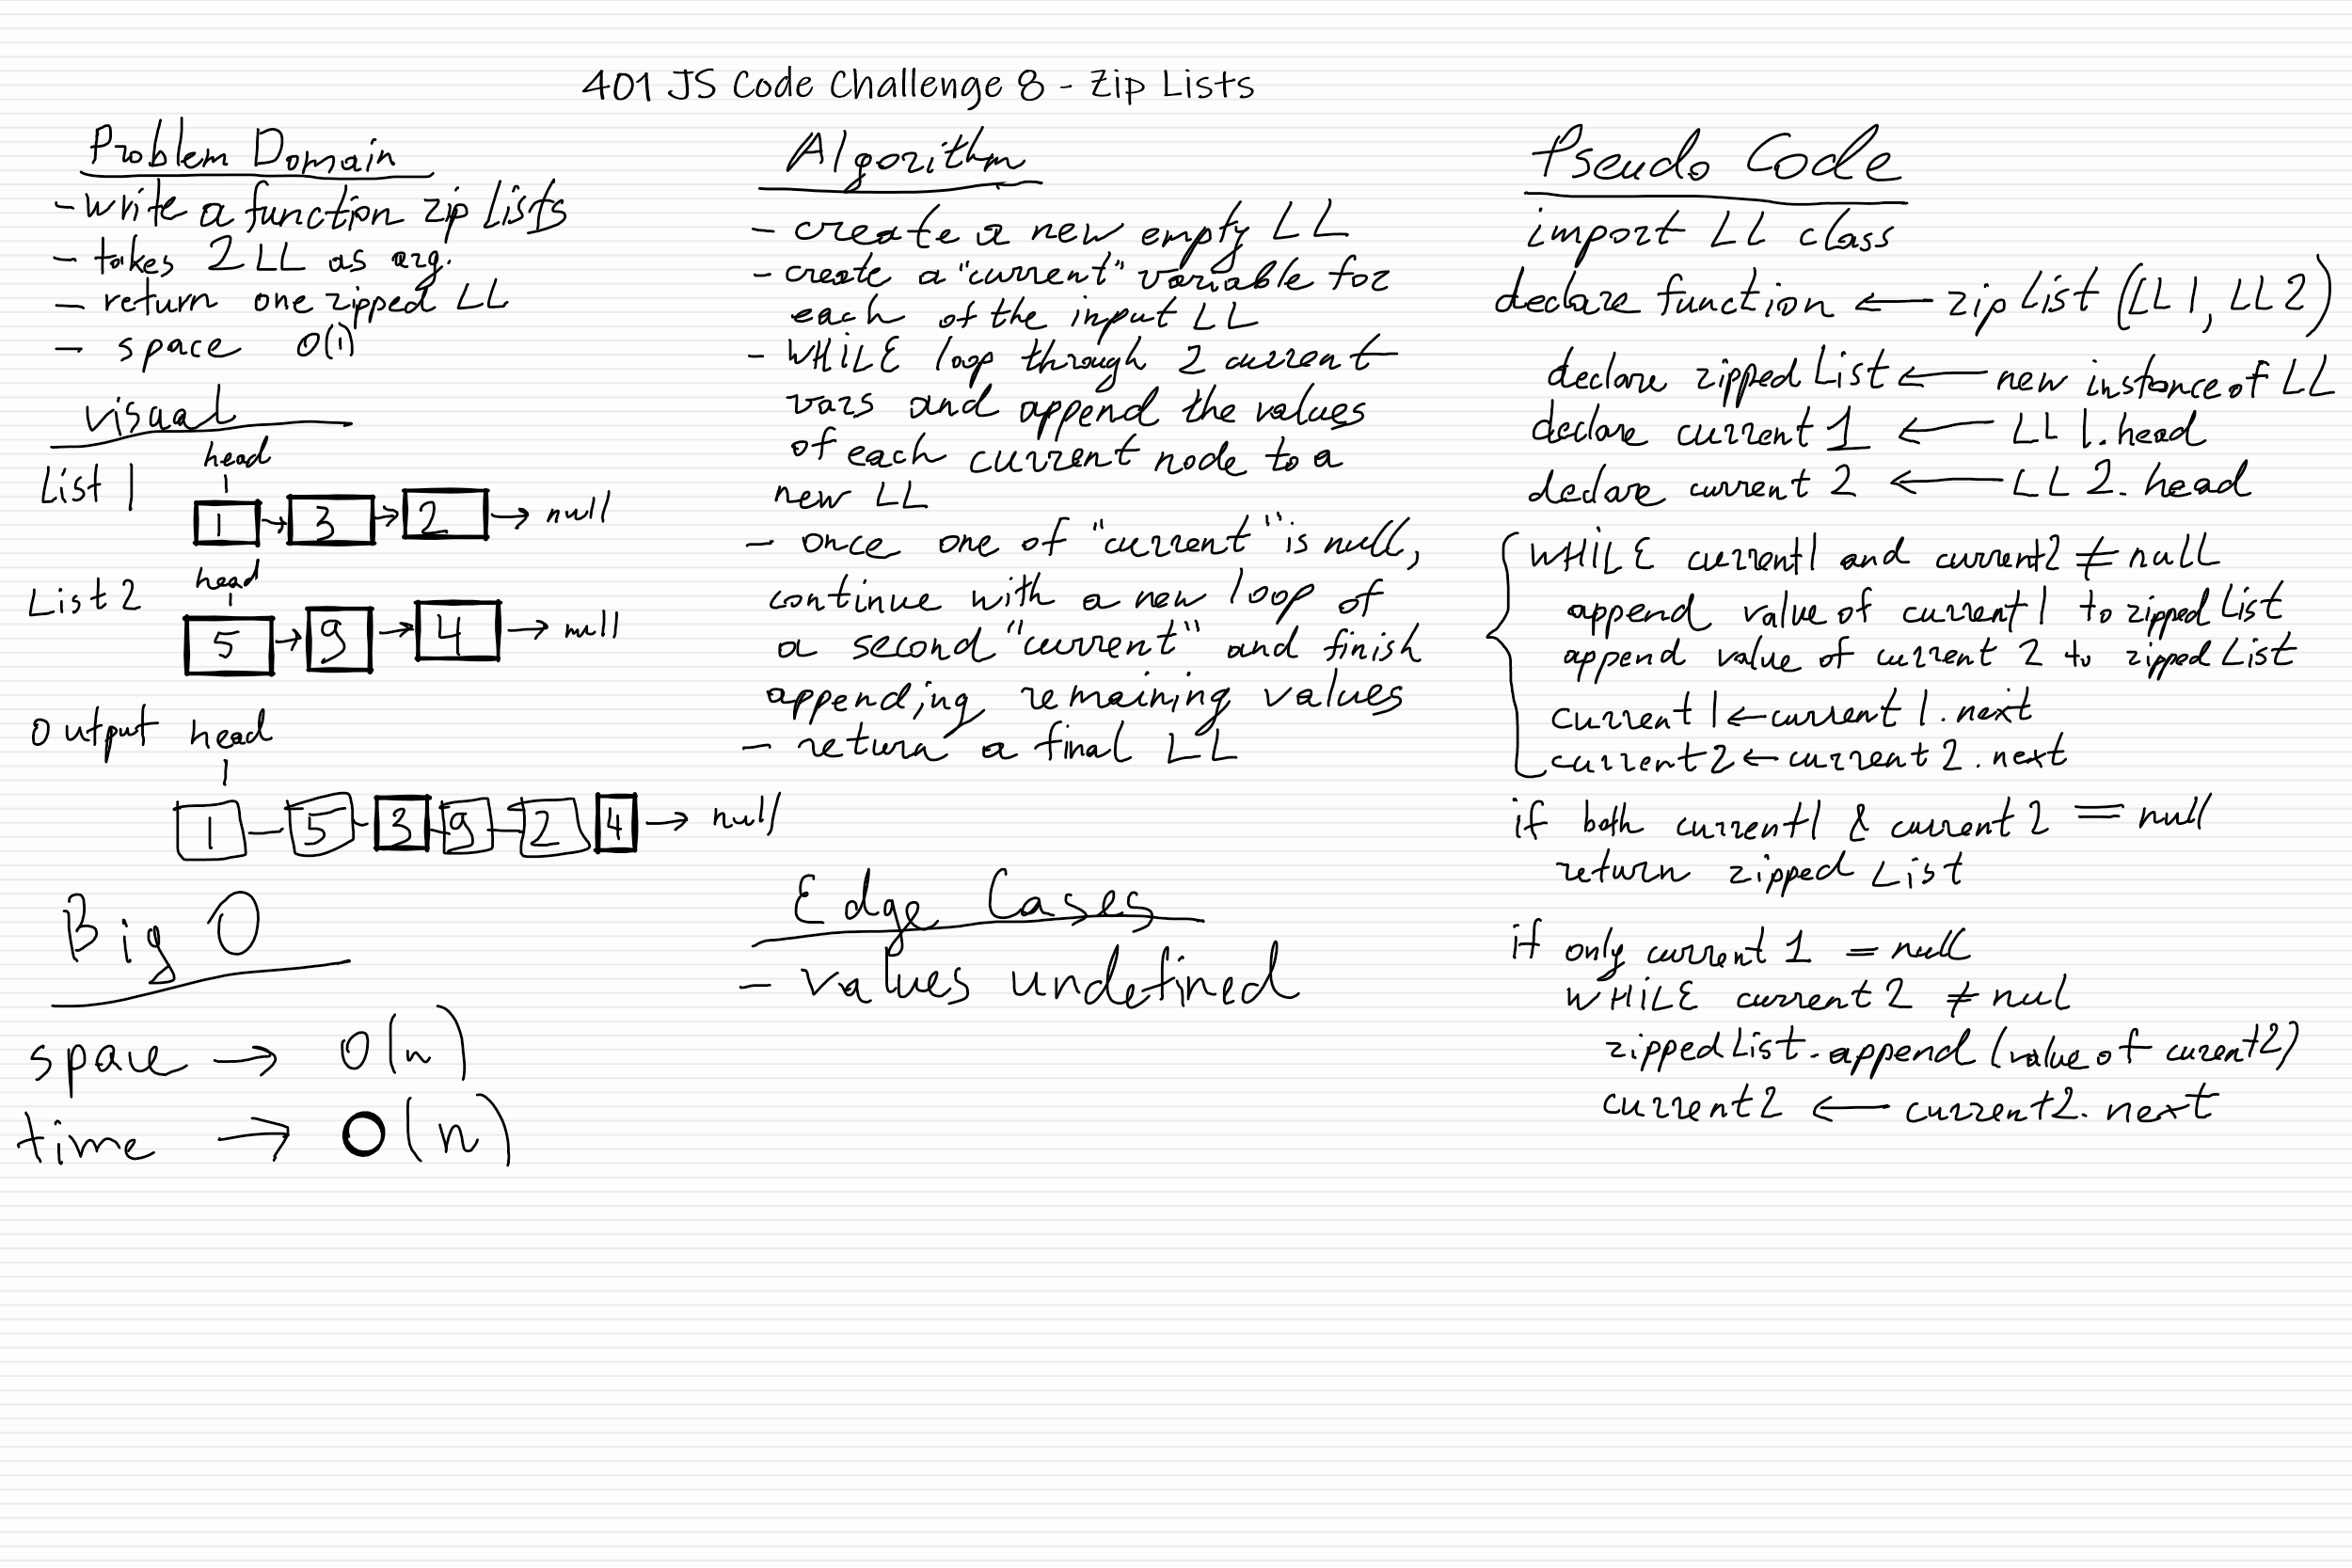 401 JS Code Challenge 8 - Zip Lists
Problem Domain
- write a function zip Lists
- takes 2 LL as arg.
- return one zipped LL
- space O(1)
visual
head
List 1
1 → 3 → 2 → null
head
List 2
5 → 9 → 4 → null
Output head
1 - 5 - 3 - 9 - 2 4 → null
Big O
space → O(n)
time → O(n)
Algorithm
- create a new empty LL
- create a "current" variable for
each of the input LL
- WHILE loop through 2 current
vars and append the values
of each current node to a
new LL
- once one of "current" is null,
continue with a new loop of
a second "current" and finish
appending remaining values
- return a final LL
Edge Cases
- values undefined
Pseudo Code
import LL class
declare function ← zip List (LL1, LL2)
declare zipped List ← new instance of LL
declare current 1 ← LL 1.head
declare current 2 ← LL 2.head
WHILE current1 and current2 ≠ null
append value of current1 to zipped List
append value of current 2 to zipped List
current1 ← current1.next
current2 ← current2.next
if both current1 & current2 == null
return zipped List
if only current 1 = null
WHILE current2 ≠ nul
zippedList.append (value of curent2)
current2 ← current2.next